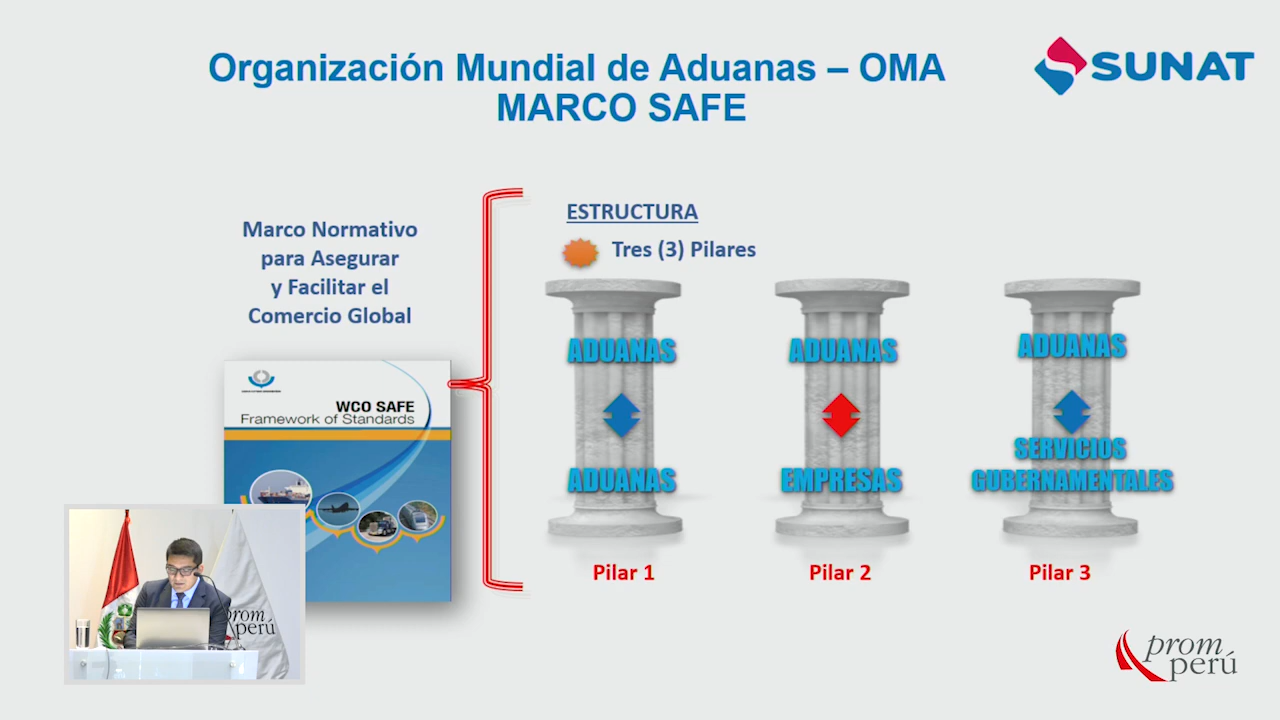 Organización Mundial de Aduanas – OMA
MARCO SAFE
SUNAT
Marco Normativo
para Asegurar
y Facilitar el
Comercio Global
ESTRUCTURA
Tres (3) Pilares
WCO SAFE
Framework of Standards
ADUANAS
ADUANAS
Pilar 1
ADUANAS
EMPRESAS
Pilar 2
ADUANAS
SERVICIOS
GUBERNAMENTALES
Pilar 3
prom
perú
prom
perú